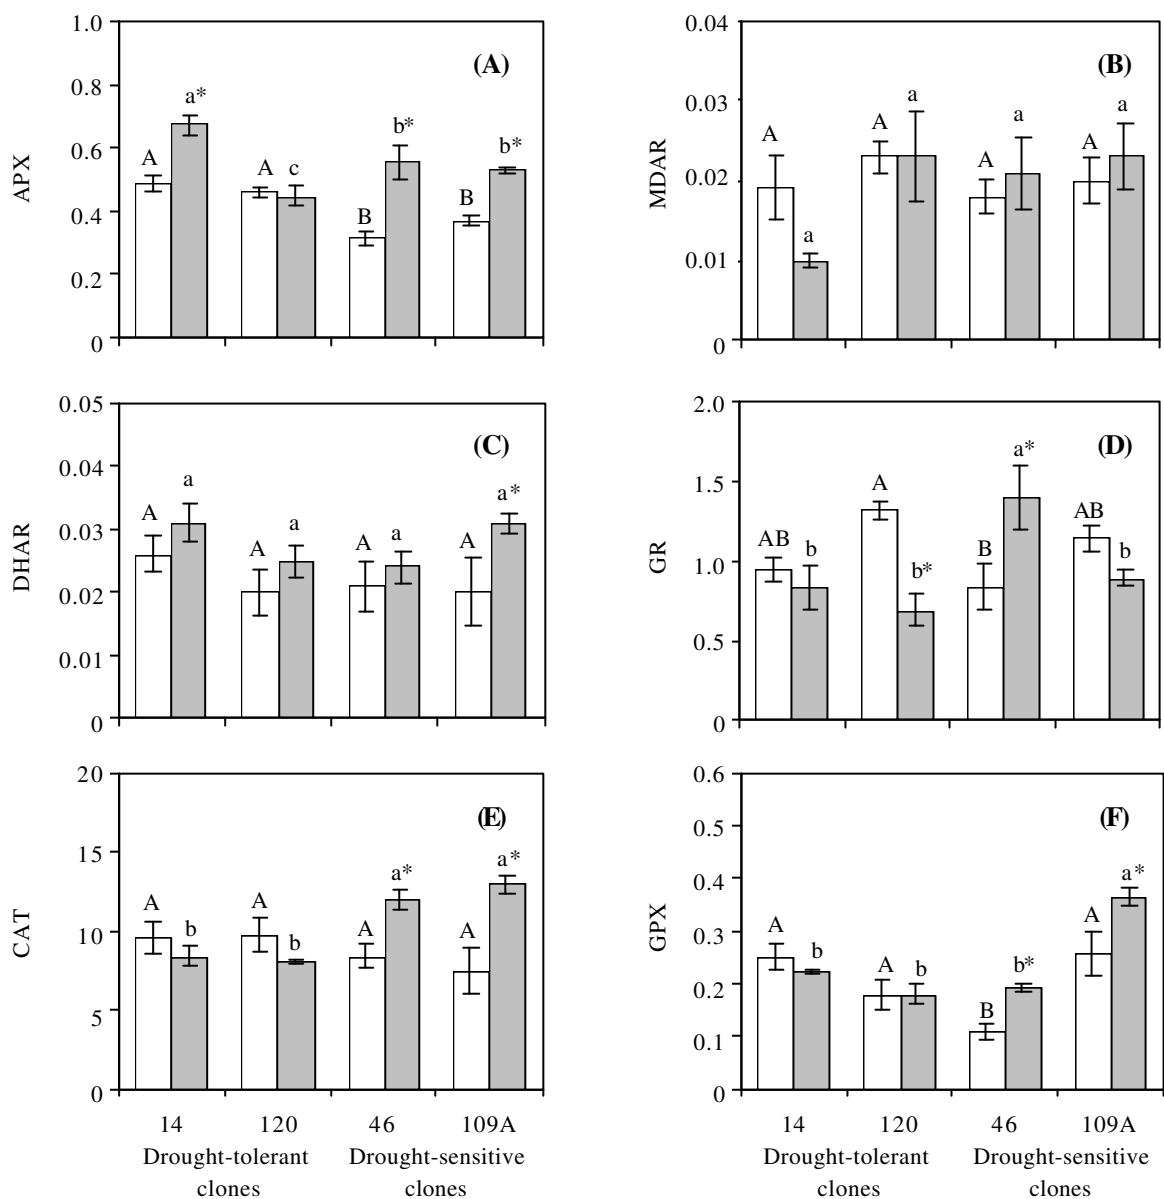 1.0
(A)
0.8
a*
0.6
b*
b*
A
A
c
APX
0.4
B
B
0.2
0
0.04
(B)
0.03
a
a
a
A
A
A
A
MDAR
0.02
a
0.01
0
0.05
(C)
0.04
a
a*
A
0.03
a
a
A
A
A
DHAR
0.02
0.01
0
2.0
(D)
a*
1.5
A
AB
AB
b
B
b
GR
1.0
b*
0.5
0
20
(E)
15
a*
a*
A
A
A
A
b
b
CAT
10
5
0
14
120
46
109A
Drought-tolerant
clones
Drought-sensitive
clones
0.6
(F)
0.5
0.4
a*
A
A
0.3
b
A
b
b*
GPX
0.2
B
0.1
0
14
120
46
109A
Drought-tolerant
clones
Drought-sensitive
clones